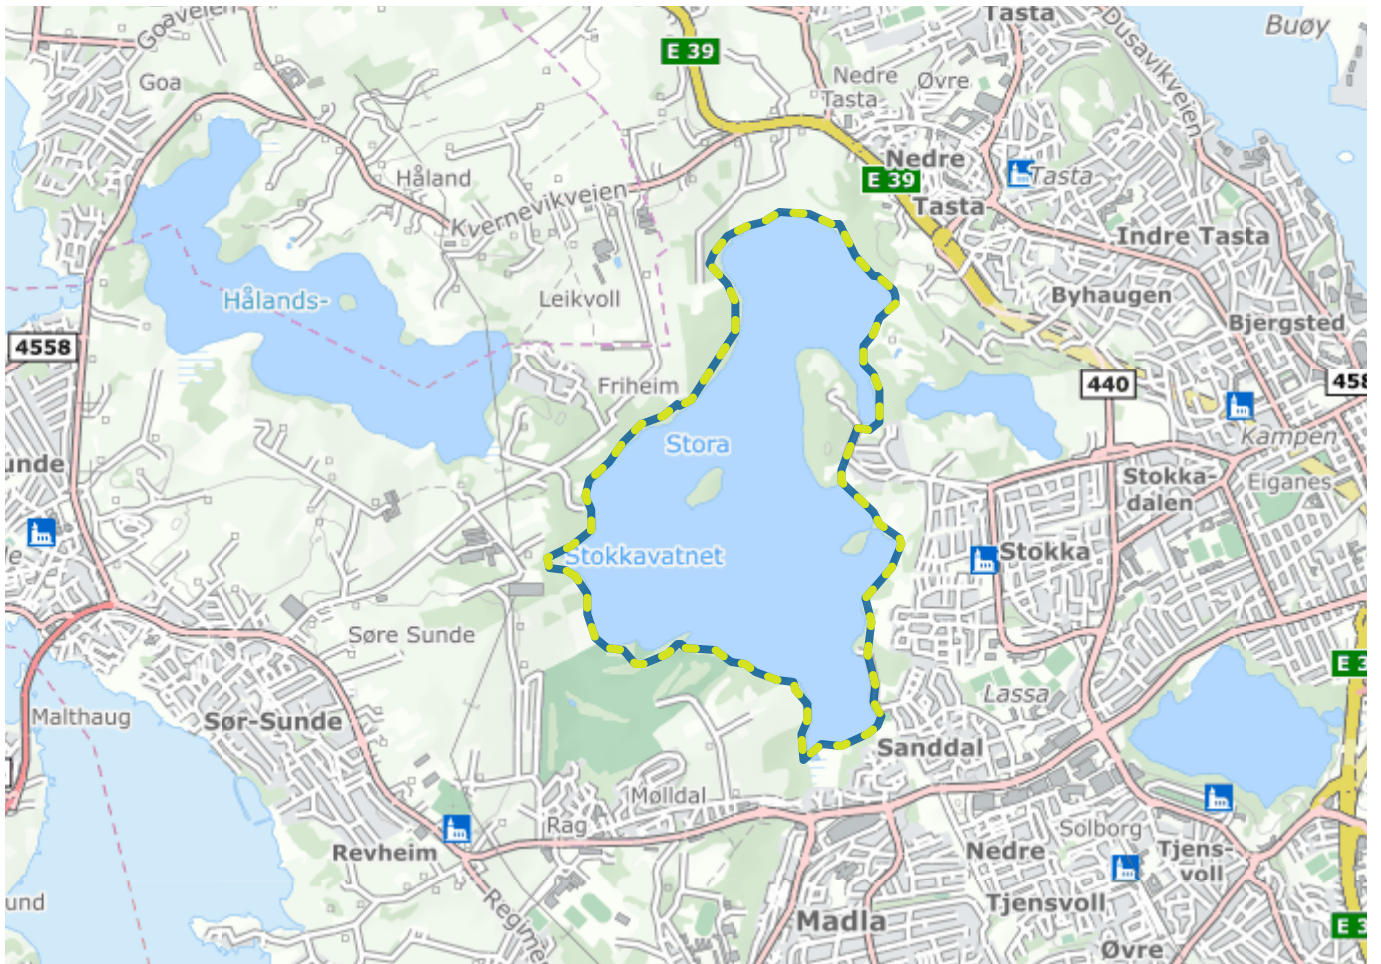 Goaveien
Tasta
Buøy
Dusavikveien
E 39
Goa
Nedre
Tasta
Øvre
Håland
Nedre
Tasta
E 39
Tasta
Kvernevikveien
Indre Tasta
Hålands-
Leikvoll
Byhaugen
Bjergsted
4558
Friheim
440
458
Stora
Kampen
unde
Stokka-
dalen
Eiganes
Stokkavatnet
Stokka
le
Søre Sunde
E 3
Malthaug
Sør-Sunde
Lassa
Sanddal
Mølldal
Rag
Solborg
Revheim
Nedre
Tjensvoll
Tjens-
voll
und
Regime
Madla
Øvre
E 3